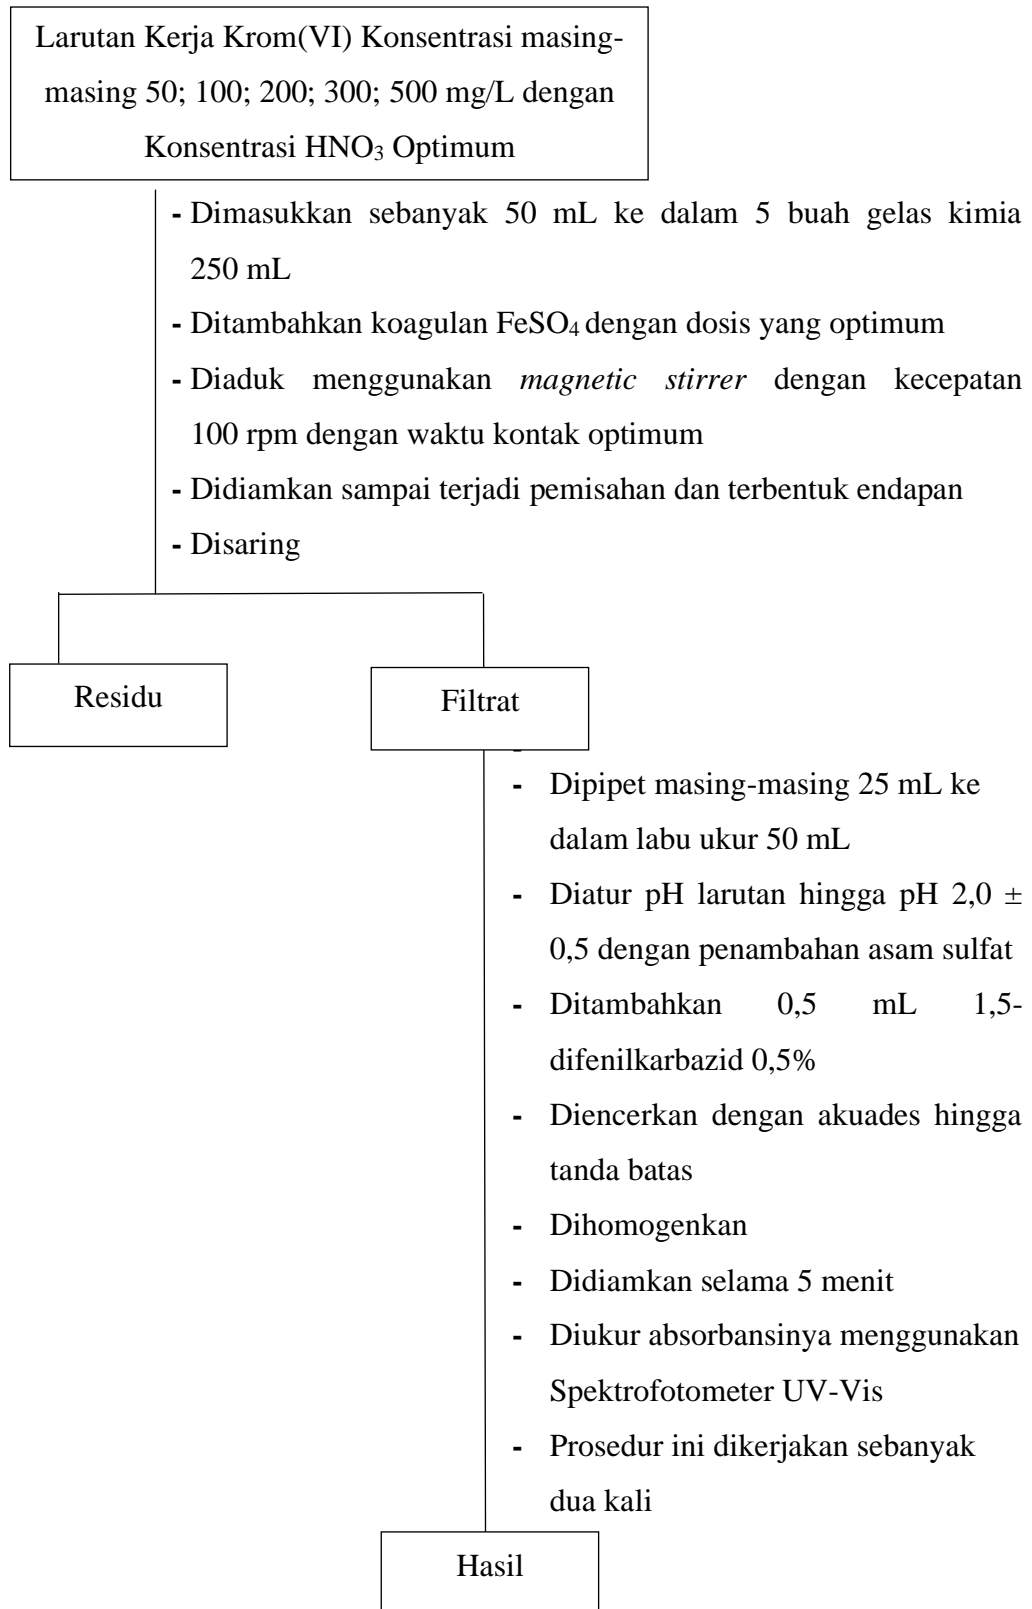 Larutan Kerja Krom(VI) Konsentrasi masing-
masing 50; 100; 200; 300; 500 mg/L dengan
Konsentrasi HNO₃ Optimum
- Dimasukkan sebanyak 50 mL ke dalam 5 buah gelas kimia
250 mL
- Ditambahkan koagulan FeSO₄ dengan dosis yang optimum
- Diaduk menggunakan magnetic stirrer dengan kecepatan
100 rpm dengan waktu kontak optimum
- Didiamkan sampai terjadi pemisahan dan terbentuk endapan
- Disaring
Residu
Filtrat
-
- Dipipet masing-masing 25 mL ke
dalam labu ukur 50 mL
- Diatur pH larutan hingga pH 2,0 ±
0,5 dengan penambahan asam sulfat
- Ditambahkan 0,5 mL 1,5-
difenilkarbazid 0,5%
- Diencerkan dengan akuades hingga
tanda batas
- Dihomogenkan
- Didiamkan selama 5 menit
- Diukur absorbansinya menggunakan
Spektrofotometer UV-Vis
- Prosedur ini dikerjakan sebanyak
dua kali
Hasil